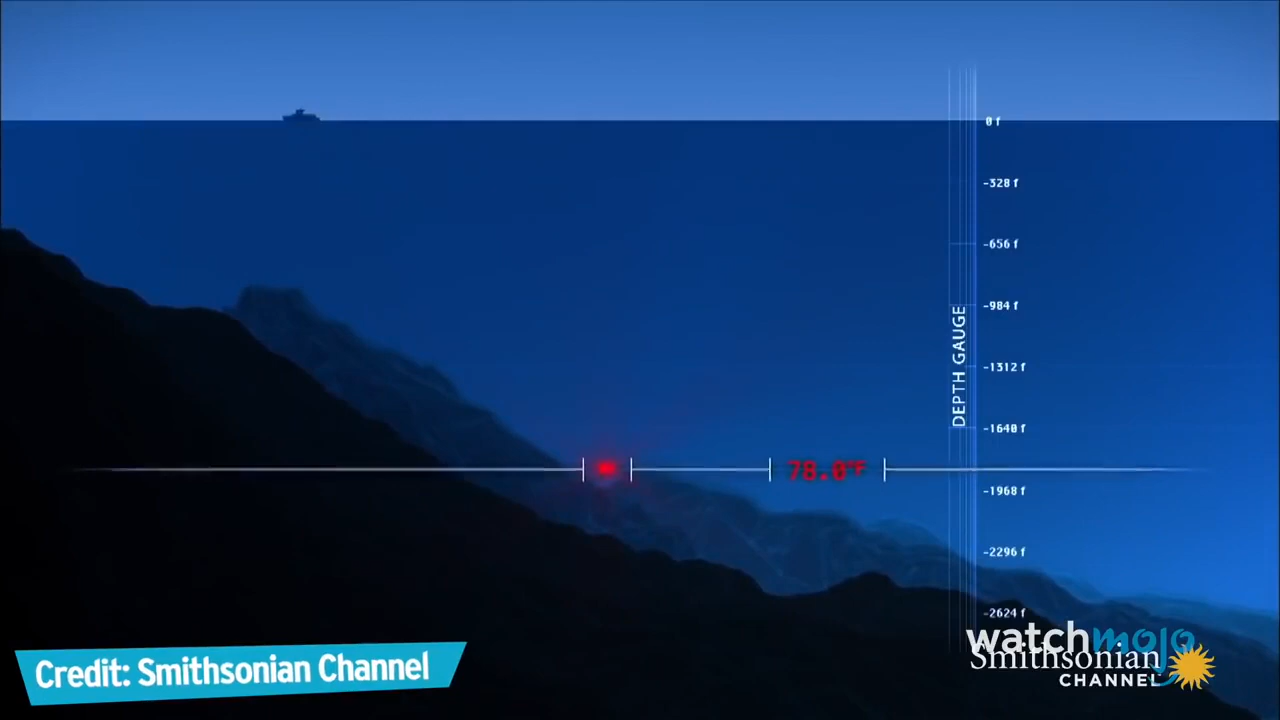 0 f
-328 f
-656 f
-984 f
-1312 f
-1640 f
-1968 f
-2296 f
-2624 f
DEPTH GAUGE
78.0°F
Credit: Smithsonian Channel
watchmojo
Smithsonian
CHANNEL